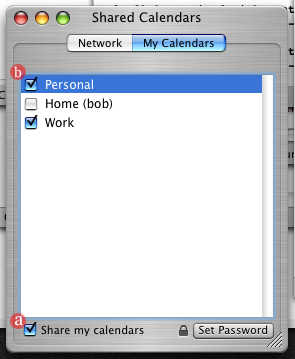 Shared Calendars
Network My Calendars
b
Personal
Home (bob)
Work
a
Share my calendars Set Password